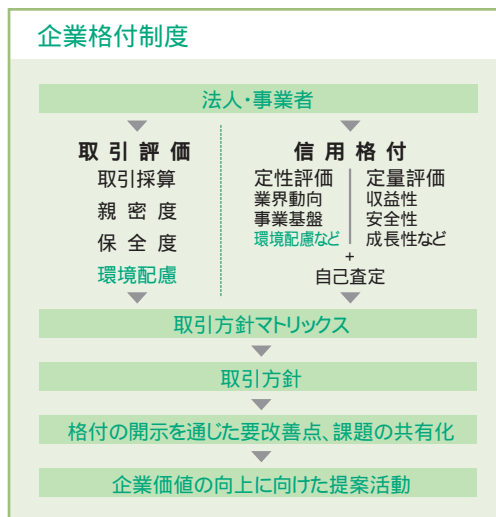 企業格付制度
法人・事業者
取引評価
取引採算
親密度
保全度
環境配慮
信用格付
定性評価
業界動向
事業基盤
環境配慮など
定量評価
収益性
安全性
成長性など
+
自己査定
取引方針マトリックス
取引方針
格付の開示を通じた要改善点、課題の共有化
企業価値の向上に向けた提案活動